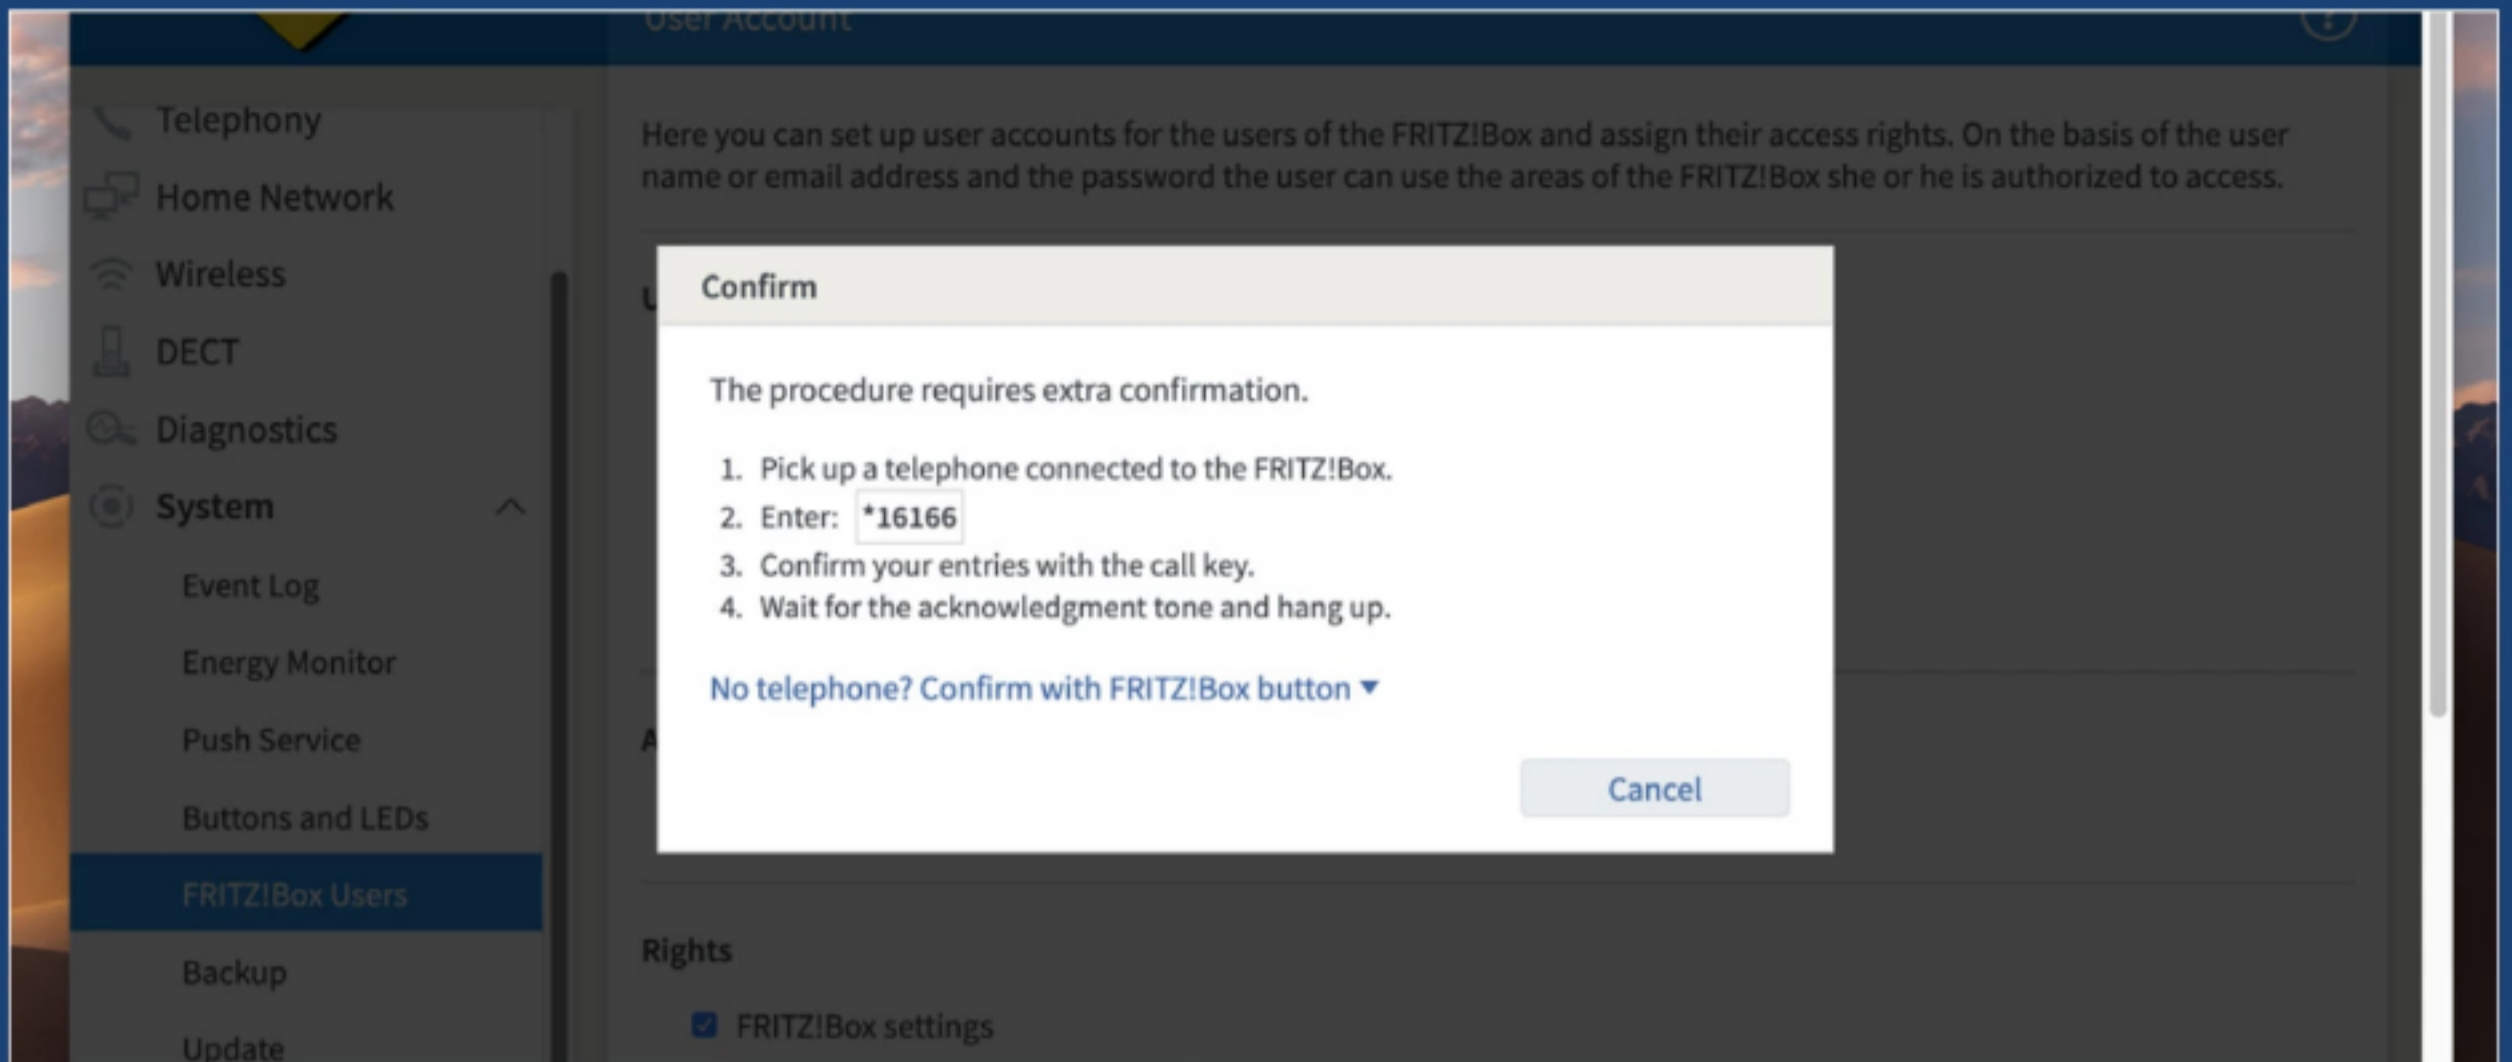 User Account
?
Telephony
Home Network
Wireless
DECT
Diagnostics
System
Event Log
Energy Monitor
Push Service
Buttons and LEDs
FRITZ!Box Users
Backup
Update
Here you can set up user accounts for the users of the FRITZ!Box and assign their access rights. On the basis of the user
name or email address and the password the user can use the areas of the FRITZ!Box she or he is authorized to access.
Confirm
The procedure requires extra confirmation.
1. Pick up a telephone connected to the FRITZ!Box.
2. Enter: *16166
3. Confirm your entries with the call key.
4. Wait for the acknowledgment tone and hang up.
No telephone? Confirm with FRITZ!Box button
Cancel
Rights
FRITZ!Box settings